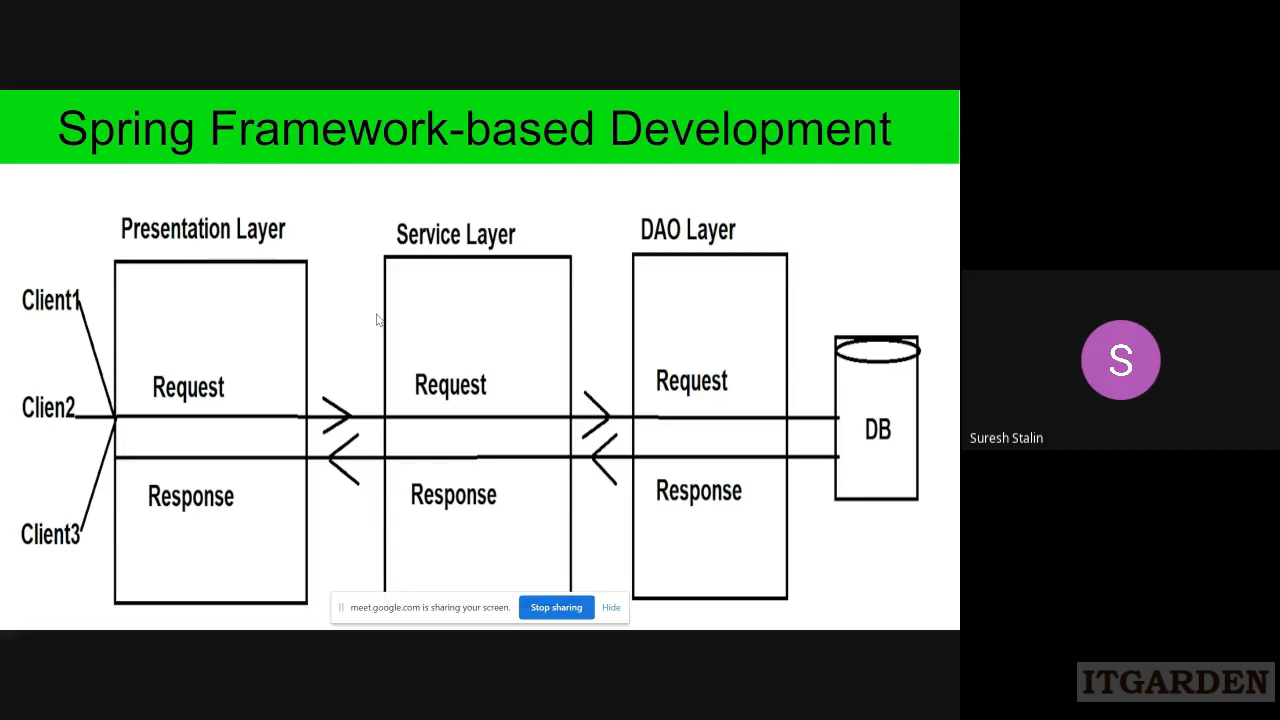 Spring Framework-based Development
Presentation Layer
Service Layer
DAO Layer
Client1
Clien2
Client3
Request
Request
Request
DB
Response
Response
Response
meet.google.com is sharing your screen.
Stop sharing
Hide
S
Suresh Stalin
ITGARDEN